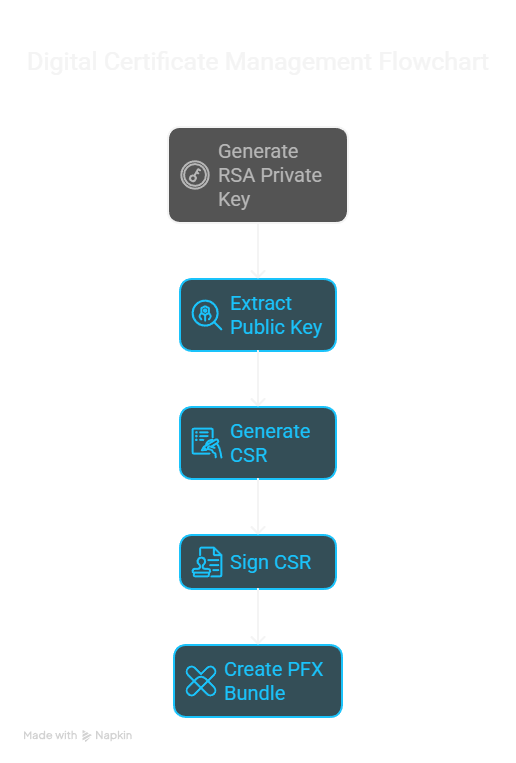 Digital Certificate Management Flowchart
Generate
RSA Private
Key
Extract
Public Key
Generate
CSR
Sign CSR
Create PFX
Bundle
Made with Napkin